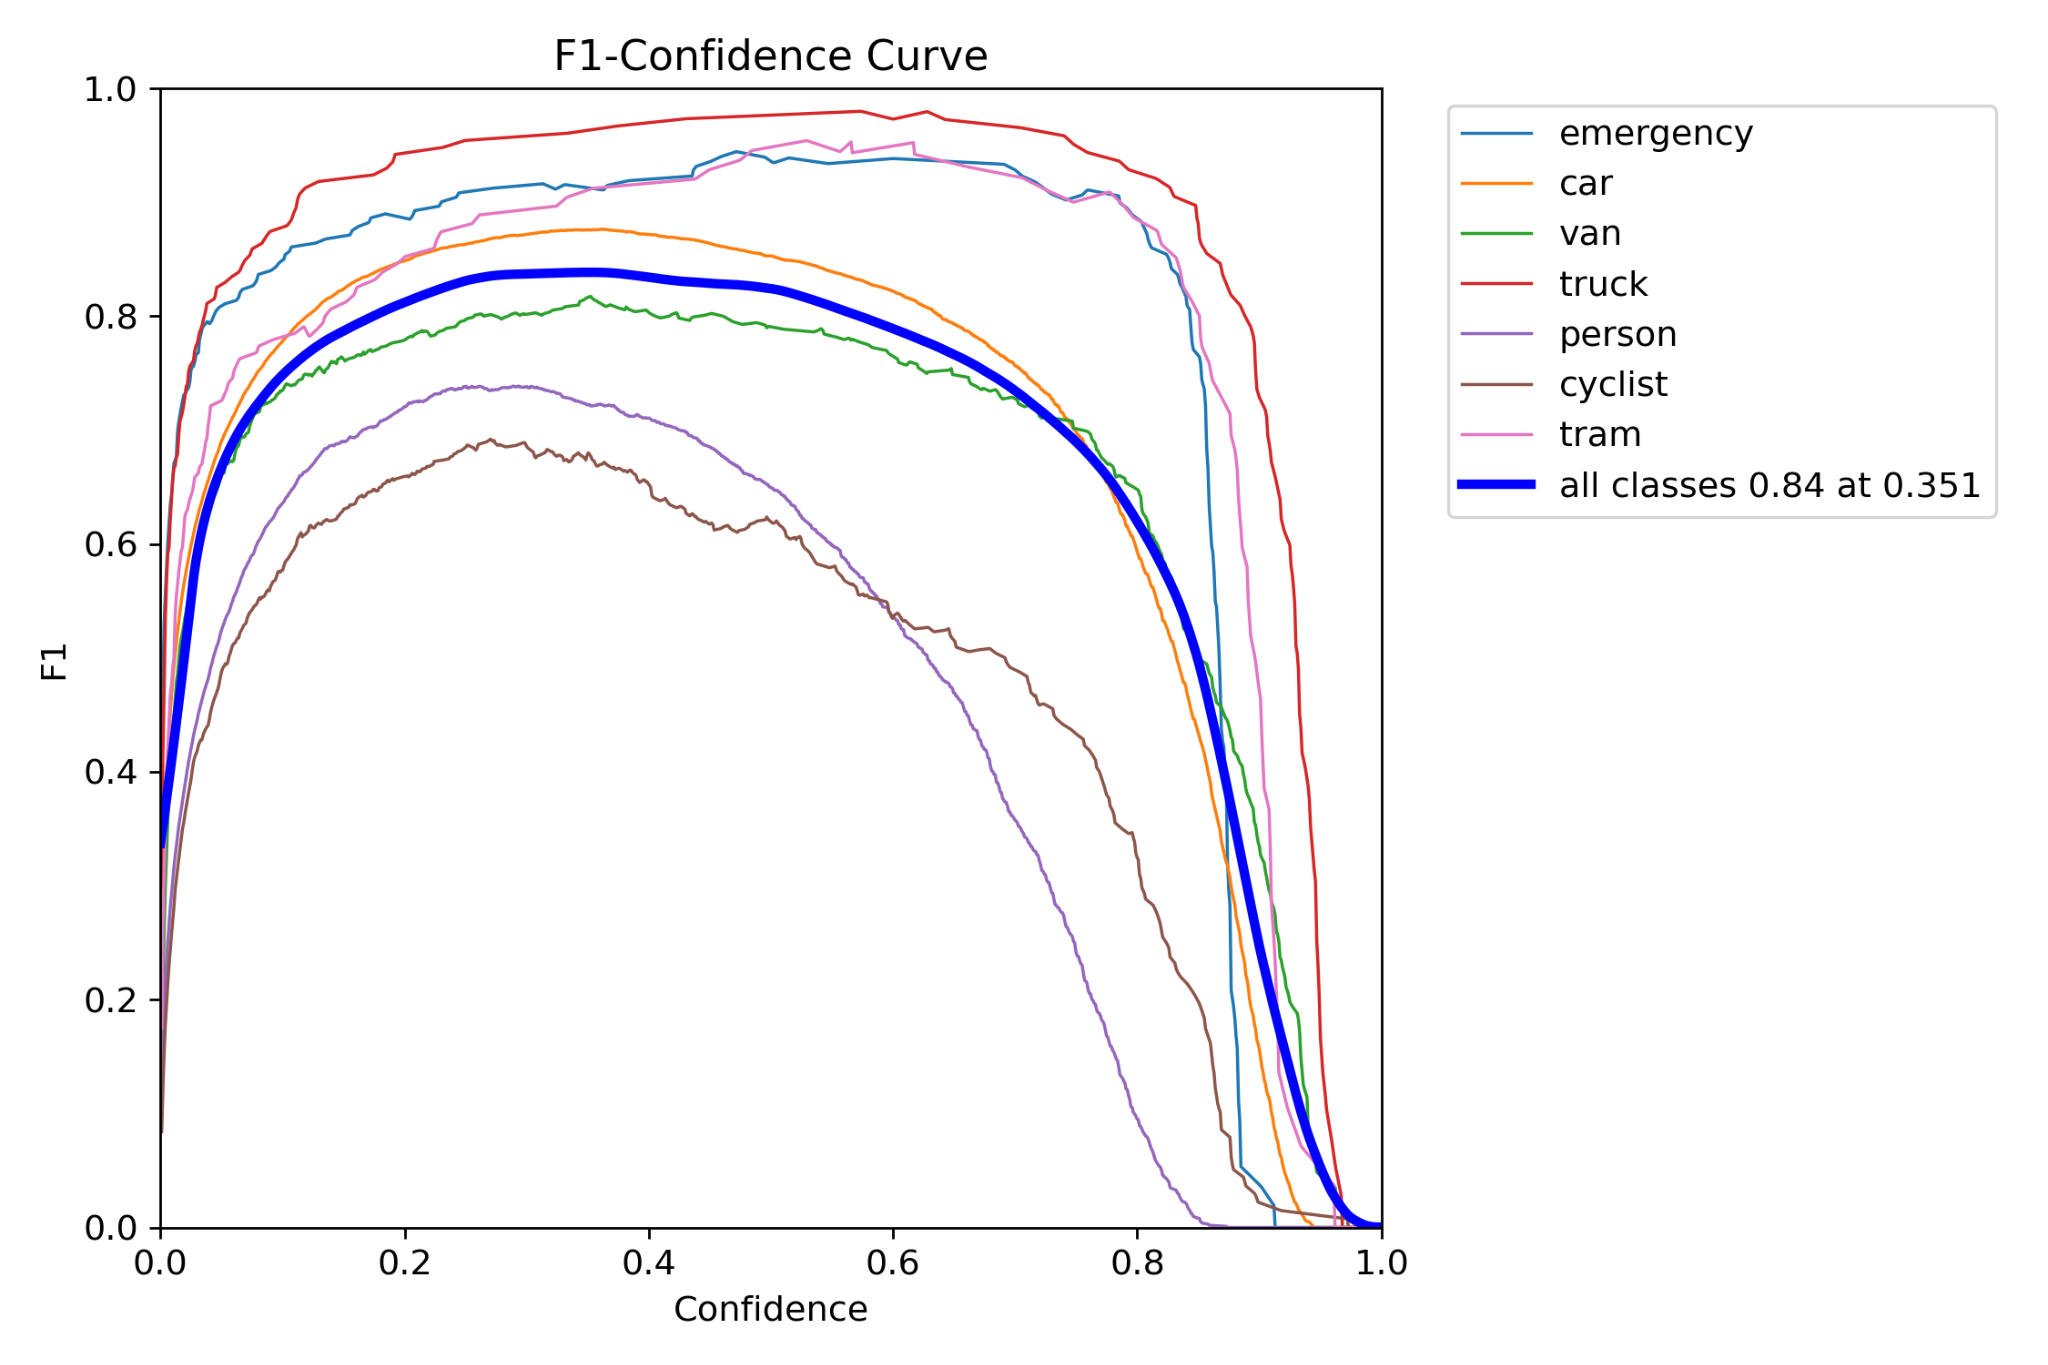 F1-Confidence Curve
1.0
0.8
0.6
0.4
0.2
0.0
F1
0.0 0.2 0.4 0.6 0.8 1.0
Confidence
emergency
car
van
truck
person
cyclist
tram
all classes 0.84 at 0.351